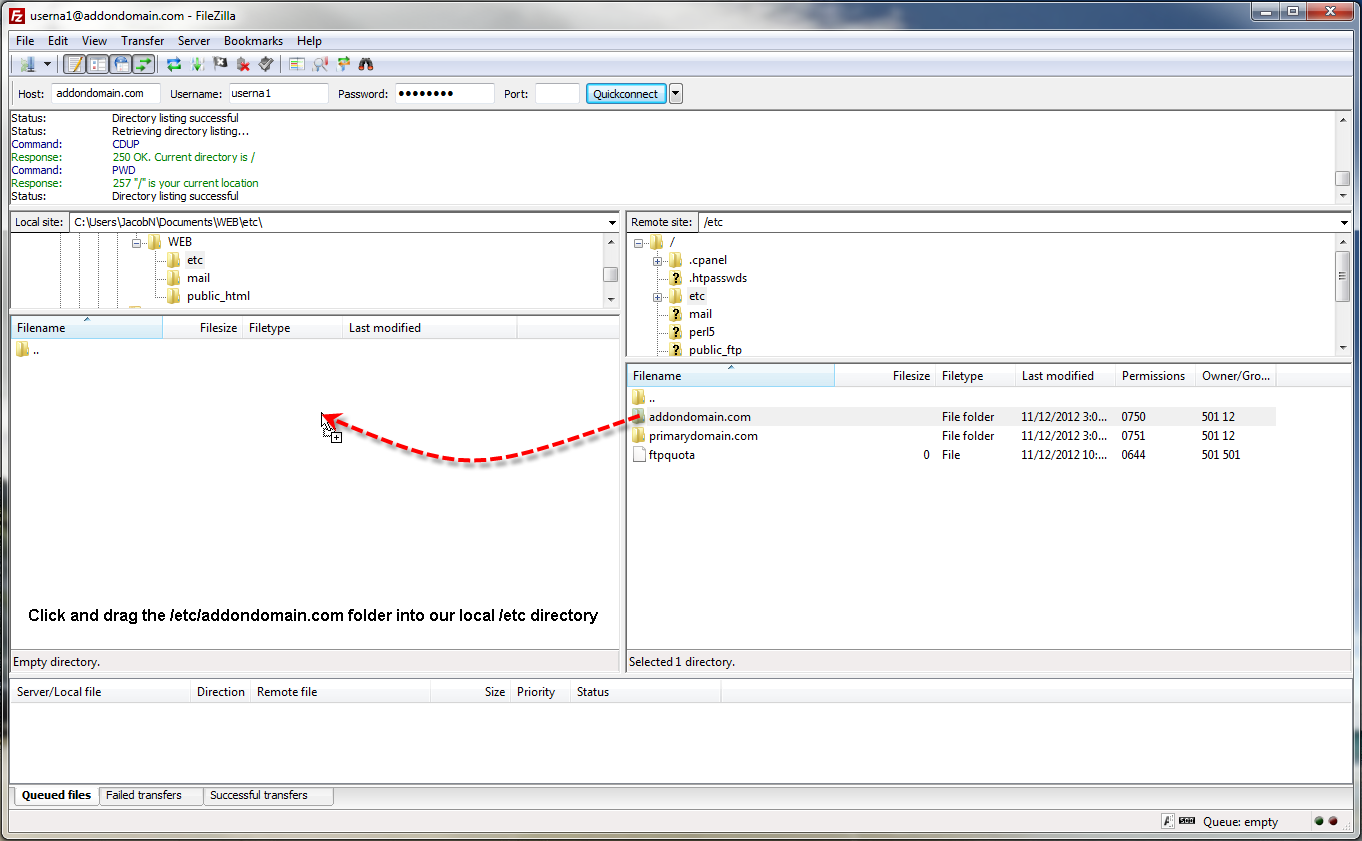 userna1@addondomain.com - FileZilla
File Edit View Transfer Server Bookmarks Help
Host: addondomain.com Username: userna1 Password: ●●●●●●●● Port: Quickconnect
Status: Directory listing successful
Status: Retrieving directory listing...
Command: CDUP
Response: 250 OK. Current directory is /
Command: PWD
Response: 257 "/" is your current location
Status: Directory listing successful
Local site: C:\Users\JacobN\Documents\WEB\etc\
WEB
etc
mail
public_html
Filename Filesize Filetype Last modified
..
Click and drag the /etc/addondomain.com folder into our local /etc directory
Empty directory.
Remote site: /etc
/
.cpanel
.htpasswds
etc
mail
perl5
public_ftp
Filename Filesize Filetype Last modified Permissions Owner/Gro...
..
addondomain.com File folder 11/12/2012 3:0... 0750 501 12
primarydomain.com File folder 11/12/2012 3:0... 0751 501 12
ftpquota 0 File 11/12/2012 10:... 0644 501 501
Selected 1 directory.
Server/Local file Direction Remote file Size Priority Status
Queued files Failed transfers Successful transfers
Queue: empty